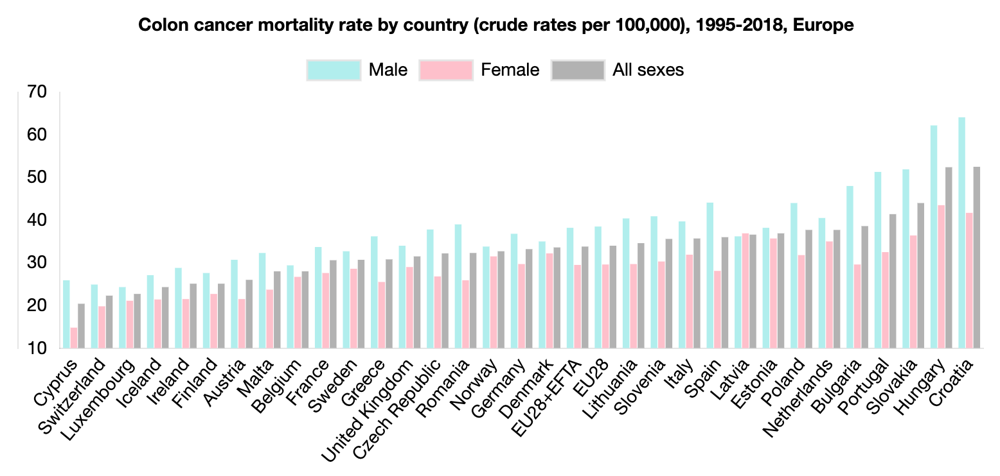 Colon cancer mortality rate by country (crude rates per 100,000), 1995-2018, Europe
Male Female All sexes
70
60
50
40
30
20
10
Cyprus
Switzerland
Luxembourg
Iceland
Ireland
Finland
Austria
Malta
Belgium
France
Sweden
Greece
United Kingdom
Czech Republic
Romania
Norway
Germany
Denmark
EU28+EFTA
EU28
Lithuania
Slovenia
Italy
Spain
Latvia
Estonia
Poland
Netherlands
Bulgaria
Portugal
Slovakia
Hungary
Croatia